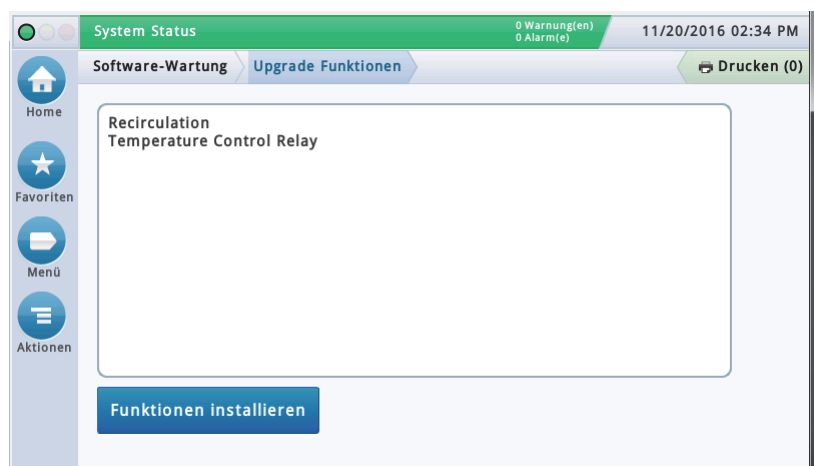 System Status
0 Warnung(en)
0 Alarm(e)
11/20/2016 02:34 PM
Software-Wartung
Upgrade Funktionen
Drucken (0)
Home
Favoriten
Menü
Aktionen
Recirculation
Temperature Control Relay
Funktionen installieren